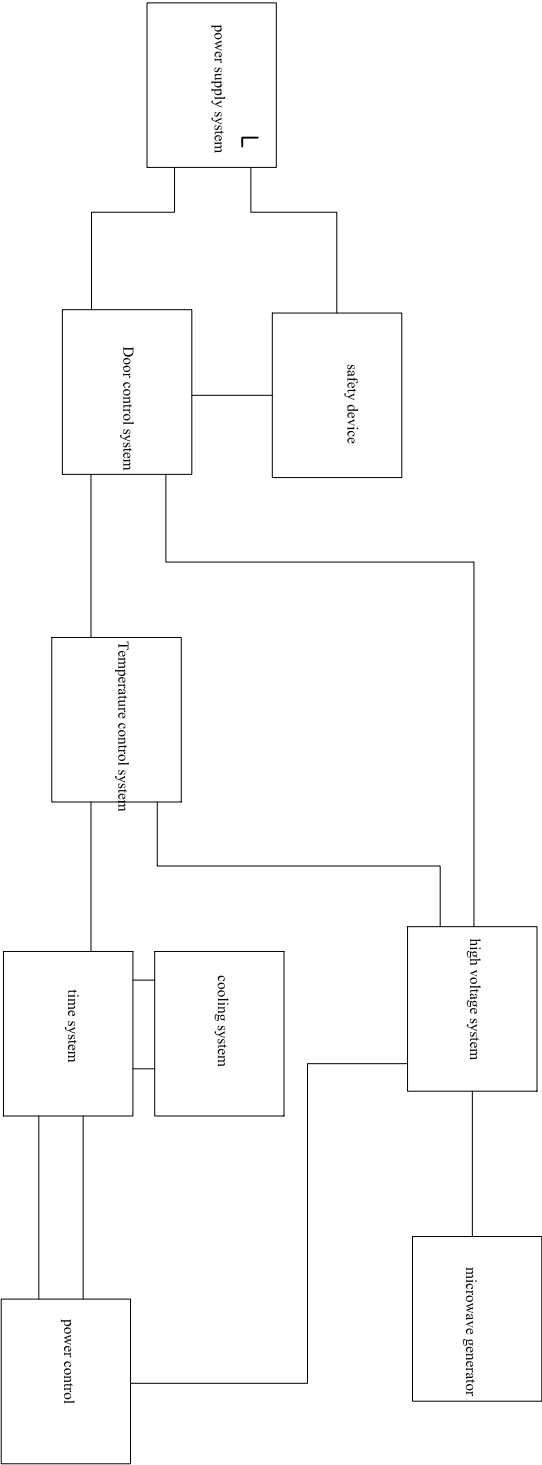 power supply system
L
Door control system
safety device
Temperature control system
time system
cooling system
high voltage system
power control
microwave generator